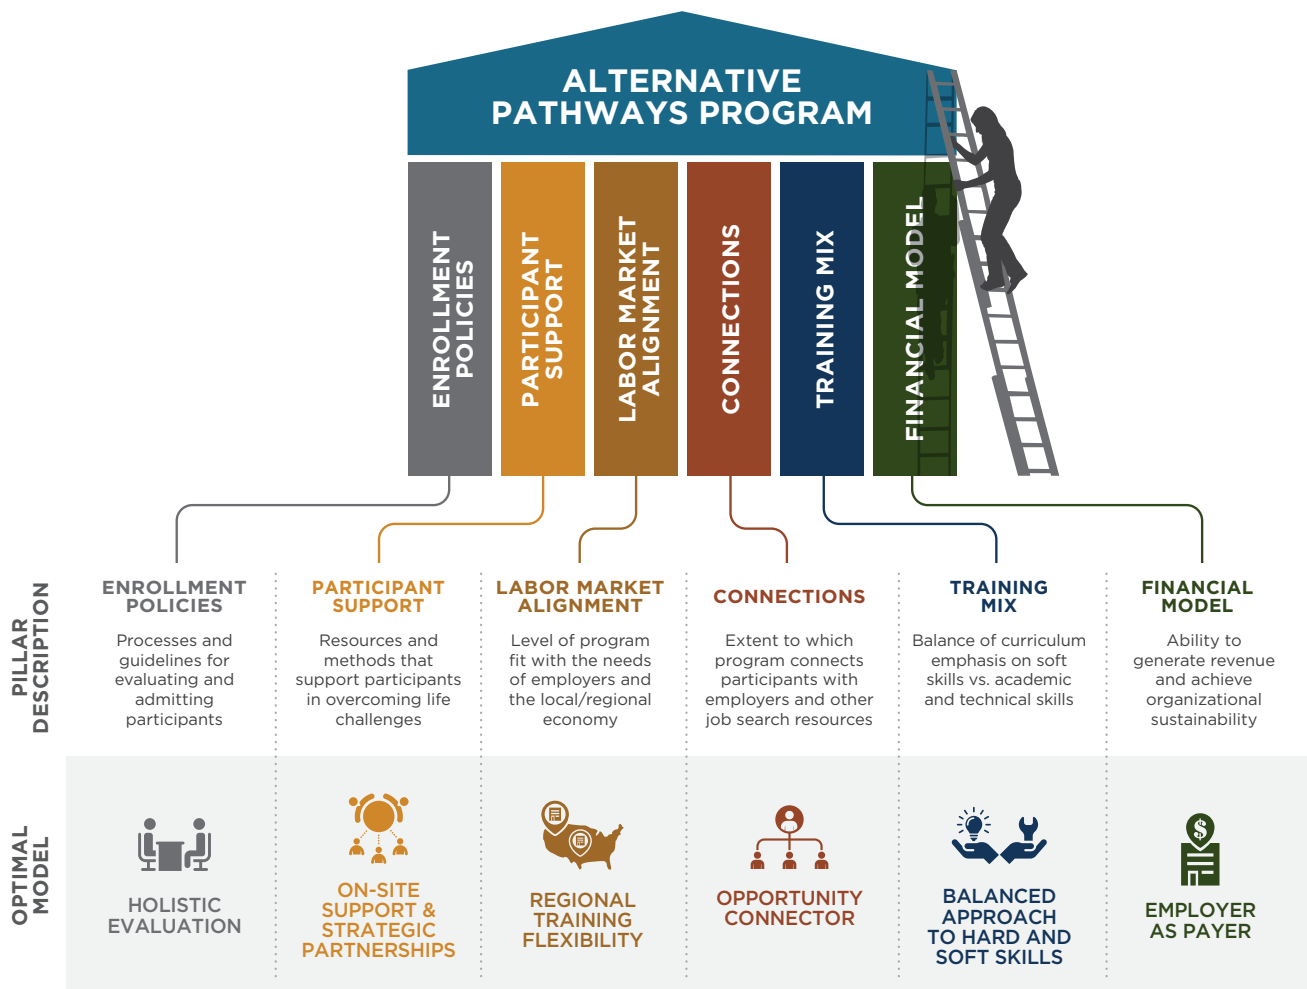 ALTERNATIVE
PATHWAYS PROGRAM
ENROLLMENT
POLICIES
PARTICIPANT
SUPPORT
LABOR MARKET
ALIGNMENT
CONNECTIONS
TRAINING MIX
FINANCIAL MODEL
PILLAR
DESCRIPTION
ENROLLMENT
POLICIES
Processes and
guidelines for
evaluating and
admitting
participants
PARTICIPANT
SUPPORT
Resources and
methods that
support participants
in overcoming life
challenges
LABOR MARKET
ALIGNMENT
Level of program
fit with the needs
of employers and
the local/regional
economy
CONNECTIONS
Extent to which
program connects
participants with
employers and other
job search resources
TRAINING
MIX
Balance of curriculum
emphasis on soft
skills vs. academic
and technical skills
FINANCIAL
MODEL
Ability to
generate revenue
and achieve
organizational
sustainability
OPTIMAL
MODEL
HOLISTIC
EVALUATION
ON-SITE
SUPPORT &
STRATEGIC
PARTNERSHIPS
REGIONAL
TRAINING
FLEXIBILITY
OPPORTUNITY
CONNECTOR
BALANCED
APPROACH
TO HARD AND
SOFT SKILLS
$
EMPLOYER
AS PAYER